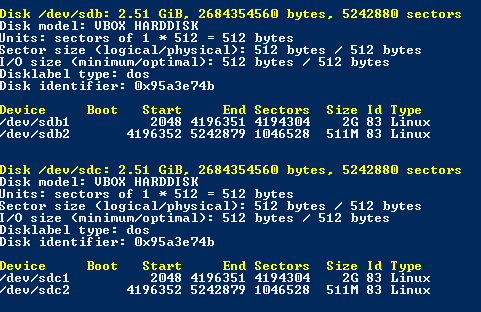 Disk /dev/sdb: 2.51 GiB, 2684354560 bytes, 5242880 sectors
Disk model: VBOX HARDDISK
Units: sectors of 1 * 512 = 512 bytes
Sector size (logical/physical): 512 bytes / 512 bytes
I/O size (minimum/optimal): 512 bytes / 512 bytes
Disklabel type: dos
Disk identifier: 0x95a3e74b
Device     Boot   Start     End Sectors  Size Id Type
/dev/sdb1          2048 4196351 4194304    2G 83 Linux
/dev/sdb2       4196352 5242879 1046528  511M 83 Linux
Disk /dev/sdc: 2.51 GiB, 2684354560 bytes, 5242880 sectors
Disk model: VBOX HARDDISK
Units: sectors of 1 * 512 = 512 bytes
Sector size (logical/physical): 512 bytes / 512 bytes
I/O size (minimum/optimal): 512 bytes / 512 bytes
Disklabel type: dos
Disk identifier: 0x95a3e74b
Device     Boot   Start     End Sectors  Size Id Type
/dev/sdc1          2048 4196351 4194304    2G 83 Linux
/dev/sdc2       4196352 5242879 1046528  511M 83 Linux